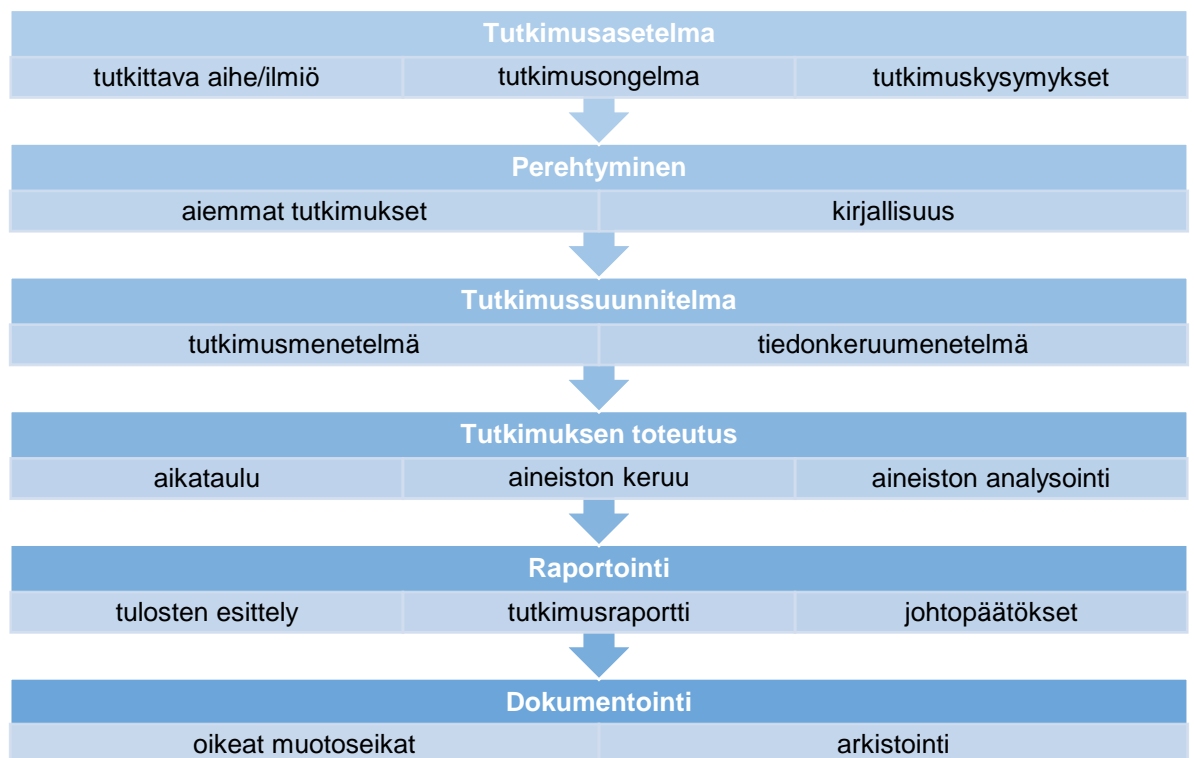 Tutkimusasetelma
tutkittava aihe/ilmiö tutkimusongelma tutkimuskysymykset
Perehtyminen
aiemmat tutkimukset kirjallisuus
Tutkimussuunnitelma
tutkimusmenetelmä tiedonkeruumenetelmä
Tutkimuksen toteutus
aikataulu aineiston keruu aineiston analysointi
Raportointi
tulosten esittely tutkimusraportti johtopäätökset
Dokumentointi
oikeat muotoseikat arkistointi